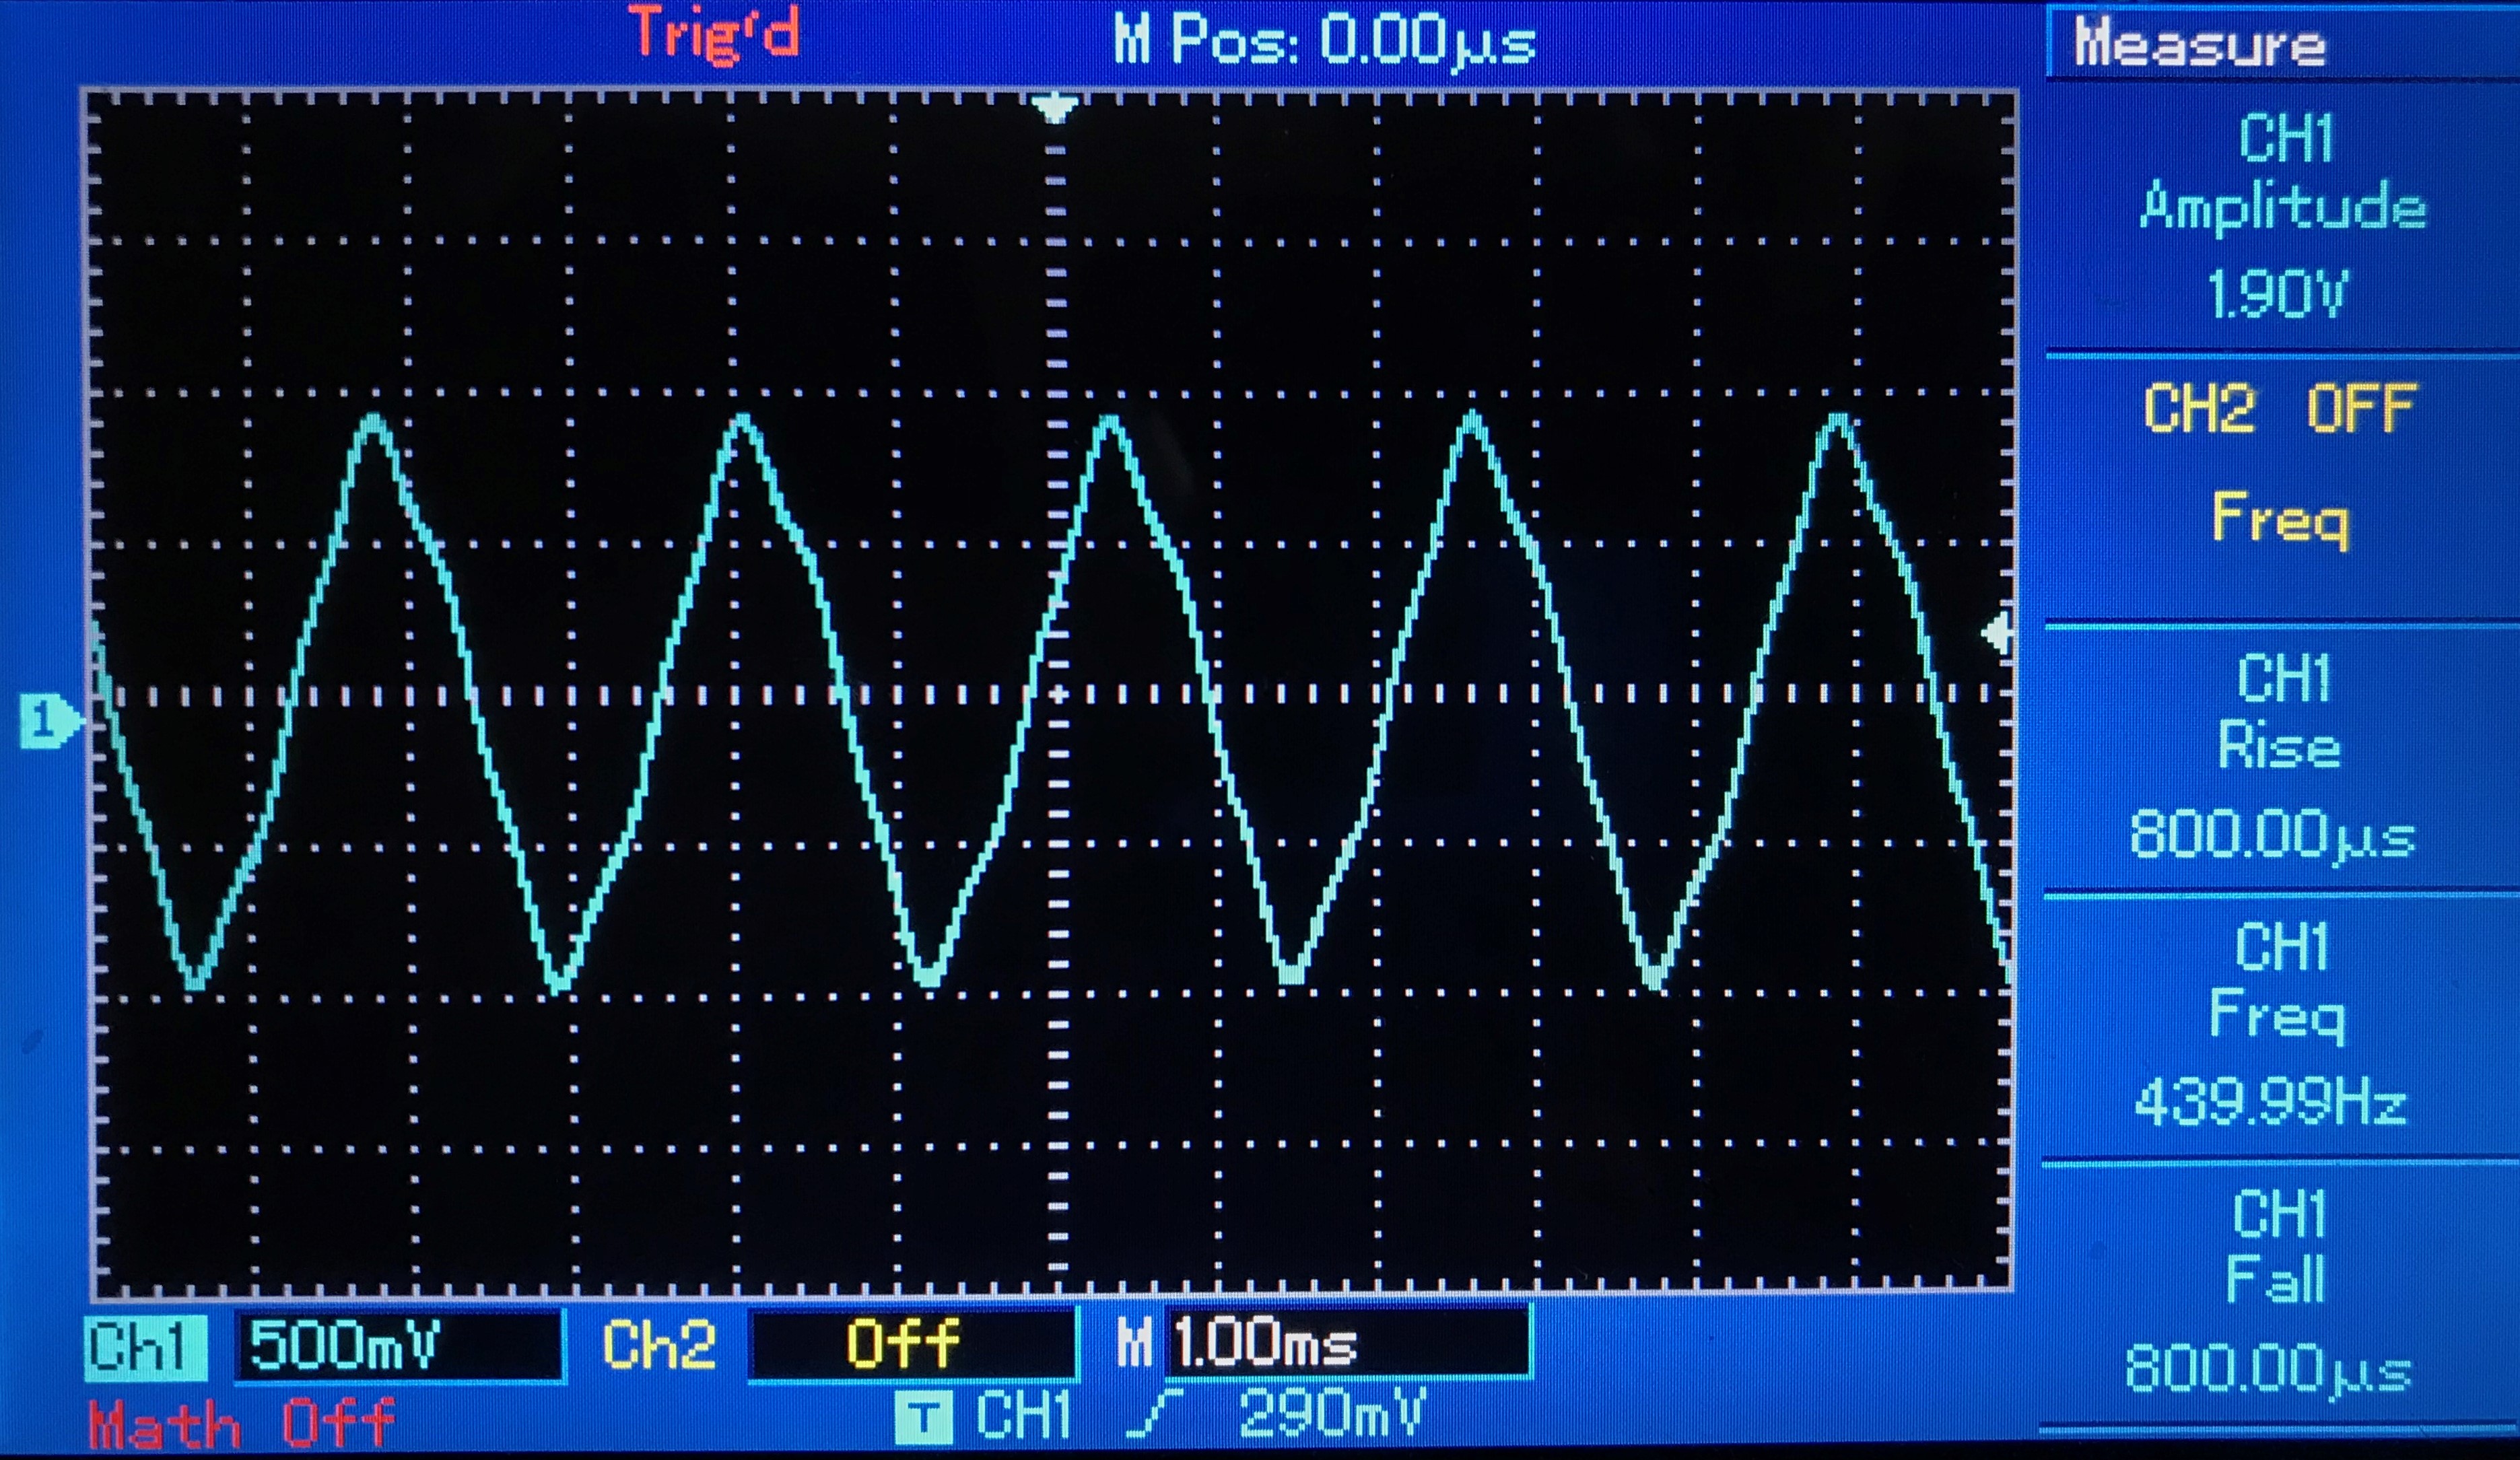 Trig'd M Pos: 0.00µs
Measure
CH1
Amplitude
1.90V
CH2 OFF
Freq
CH1
Rise
800.00µs
CH1
Freq
439.99Hz
CH1
Fall
800.00µs
1
Ch1 500mV Ch2 Off M 1.00ms
Math Off T CH1 290mV